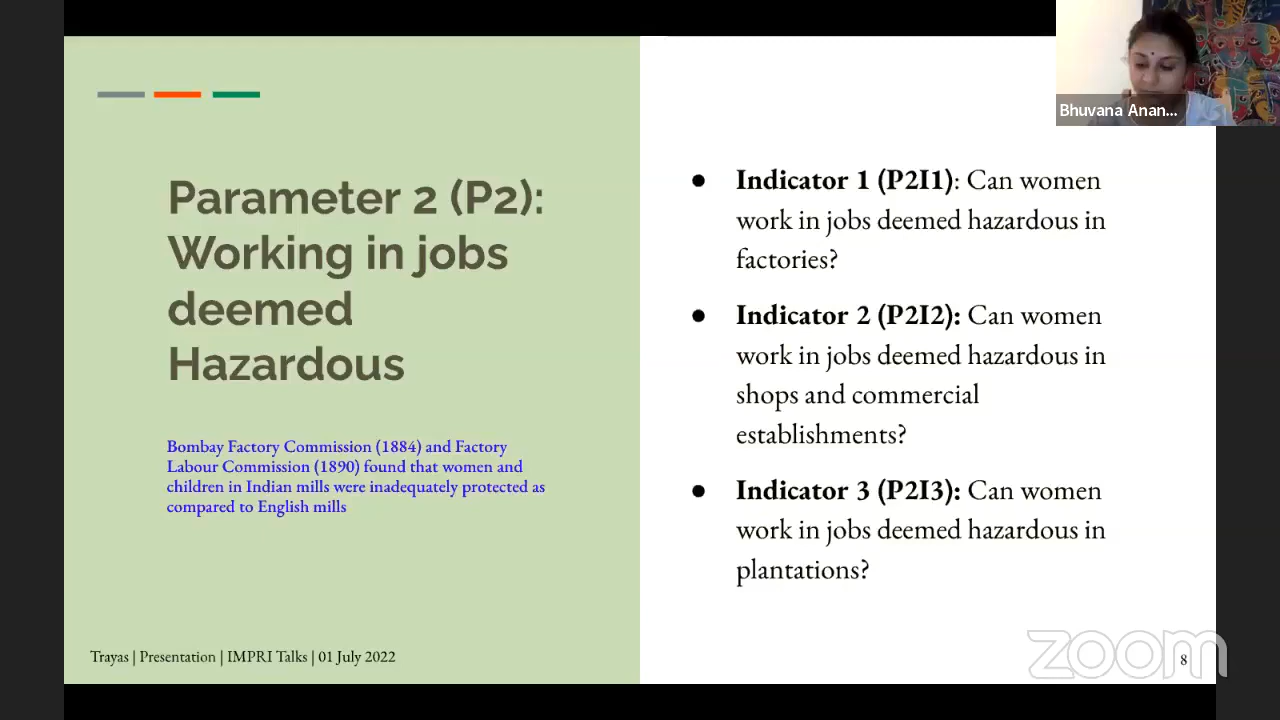 Parameter 2 (P2):
Working in jobs
deemed
Hazardous
Bombay Factory Commission (1884) and Factory
Labour Commission (1890) found that women and
children in Indian mills were inadequately protected as
compared to English mills
Trayas | Presentation | IMPRI Talks | 01 July 2022
● Indicator 1 (P2I1): Can women
work in jobs deemed hazardous in
factories?
● Indicator 2 (P2I2): Can women
work in jobs deemed hazardous in
shops and commercial
establishments?
● Indicator 3 (P2I3): Can women
work in jobs deemed hazardous in
plantations?
Bhuvana Anan...
zoom
8